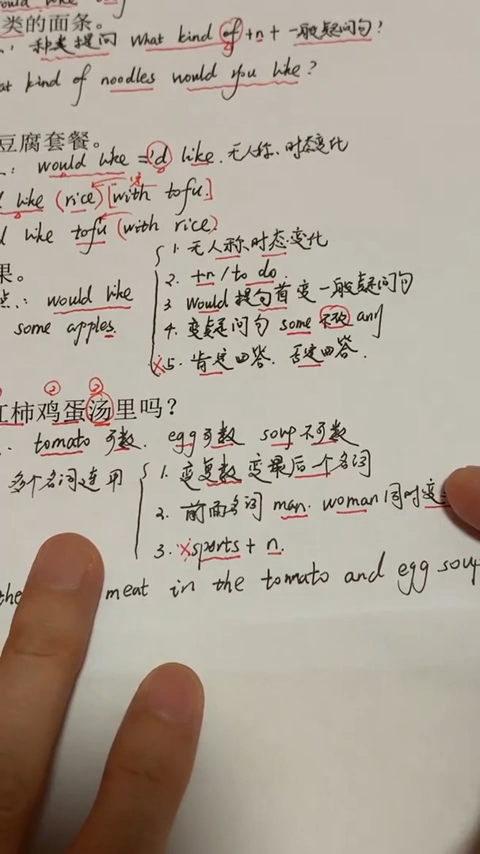 would like
类的面条。
种类提问 What kind of +n + 一般疑问句?
at kind of noodles would you like?
豆腐套餐。
would like = 'd like. 无人称、时态变化
like (rice) [with tofu.]
like tofu (with rice).
果。
点: would like
some apples.
1. 无人称、时态变化
2. +n / to do.
3 Would 提句首 变一般疑问句
4. 变疑问句 some 不改 any
5. 肯定回答. 否定回答.
红柿鸡蛋汤里吗?
tomato 可数. egg 可数 soup 不可数
多个名词连用
1. 变复数 变最后一个名词
2. 前面名词 man. woman 同时变
3. sports + n.
the meat in the tomato and egg soup